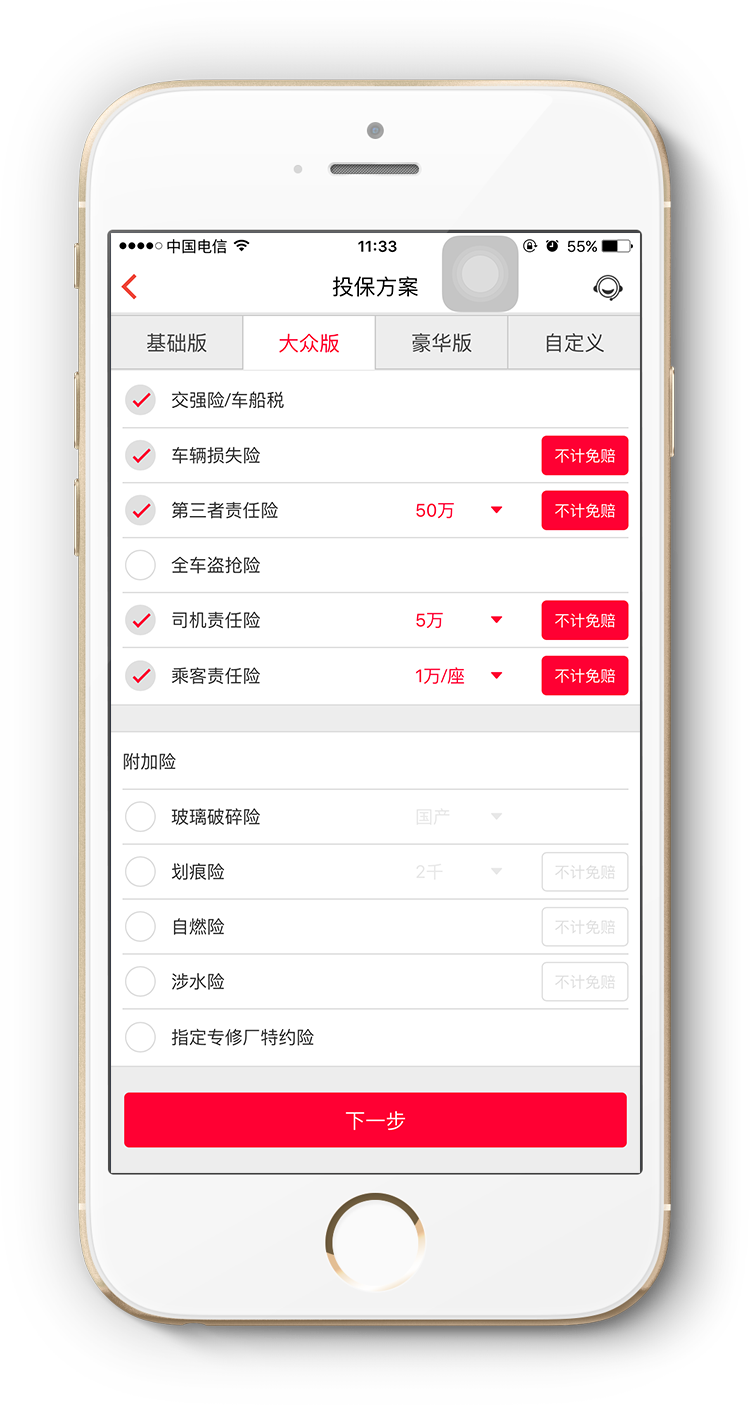 中国电信 11:33 55%
投保方案
基础版 大众版 豪华版 自定义
交强险/车船税
车辆损失险 不计免赔
第三者责任险 50万 不计免赔
全车盗抢险
司机责任险 5万 不计免赔
乘客责任险 1万/座 不计免赔
附加险
玻璃破碎险 国产
划痕险 2千 不计免赔
自燃险 不计免赔
涉水险 不计免赔
指定专修厂特约险
下一步